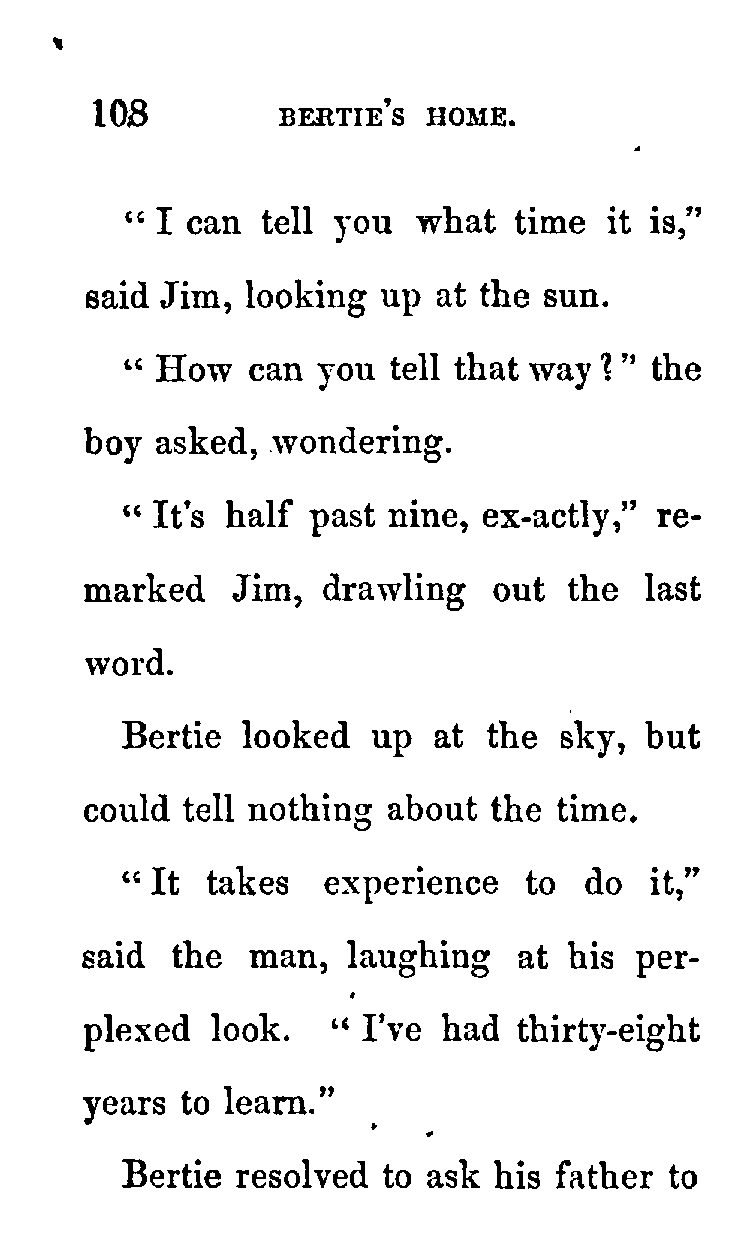 108 BERTIE'S HOME.
"I can tell you what time it is,"
said Jim, looking up at the sun.
"How can you tell that way?" the
boy asked, wondering.
"It's half past nine, ex-actly," re-
marked Jim, drawling out the last
word.
Bertie looked up at the sky, but
could tell nothing about the time.
"It takes experience to do it,"
said the man, laughing at his per-
plexed look. "I've had thirty-eight
years to learn."
Bertie resolved to ask his father to